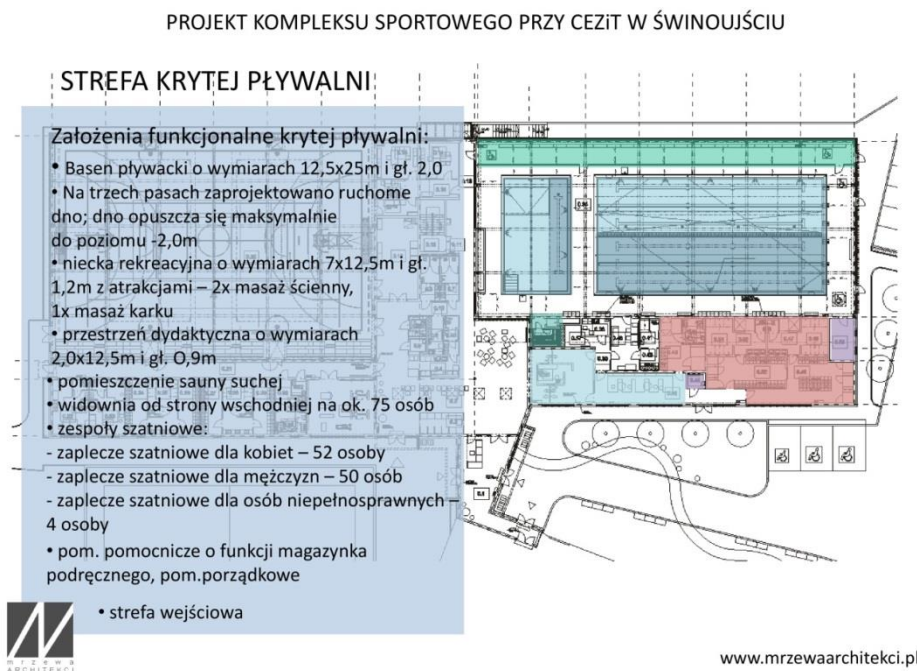 PROJEKT KOMPLEKSU SPORTOWEGO PRZY CEZiT W ŚWINOUJŚCIU
STREFA KRYTEJ PŁYWALNI
Założenia funkcjonalne krytej pływalni:
• Basen pływacki o wymiarach 12,5x25m i gł. 2,0
• Na trzech pasach zaprojektowano ruchome
dno; dno opuszcza się maksymalnie
do poziomu -2,0m
• niecka rekreacyjna o wymiarach 7x12,5m i gł.
1,2m z atrakcjami – 2x masaż ścienny,
1x masaż karku
• przestrzeń dydaktyczna o wymiarach
2,0x12,5m i gł. O,9m
• pomieszczenie sauny suchej
• widownia od strony wschodniej na ok. 75 osób
• zespoły szatniowe:
- zaplecze szatniowe dla kobiet – 52 osoby
- zaplecze szatniowe dla mężczyzn – 50 osób
- zaplecze szatniowe dla osób niepełnosprawnych –
4 osoby
• pom. pomocnicze o funkcji magazynka
podręcznego, pom.porządkowe
• strefa wejściowa
mrzewa
ARCHITEKCI
www.mrzewaarchitekci.pl